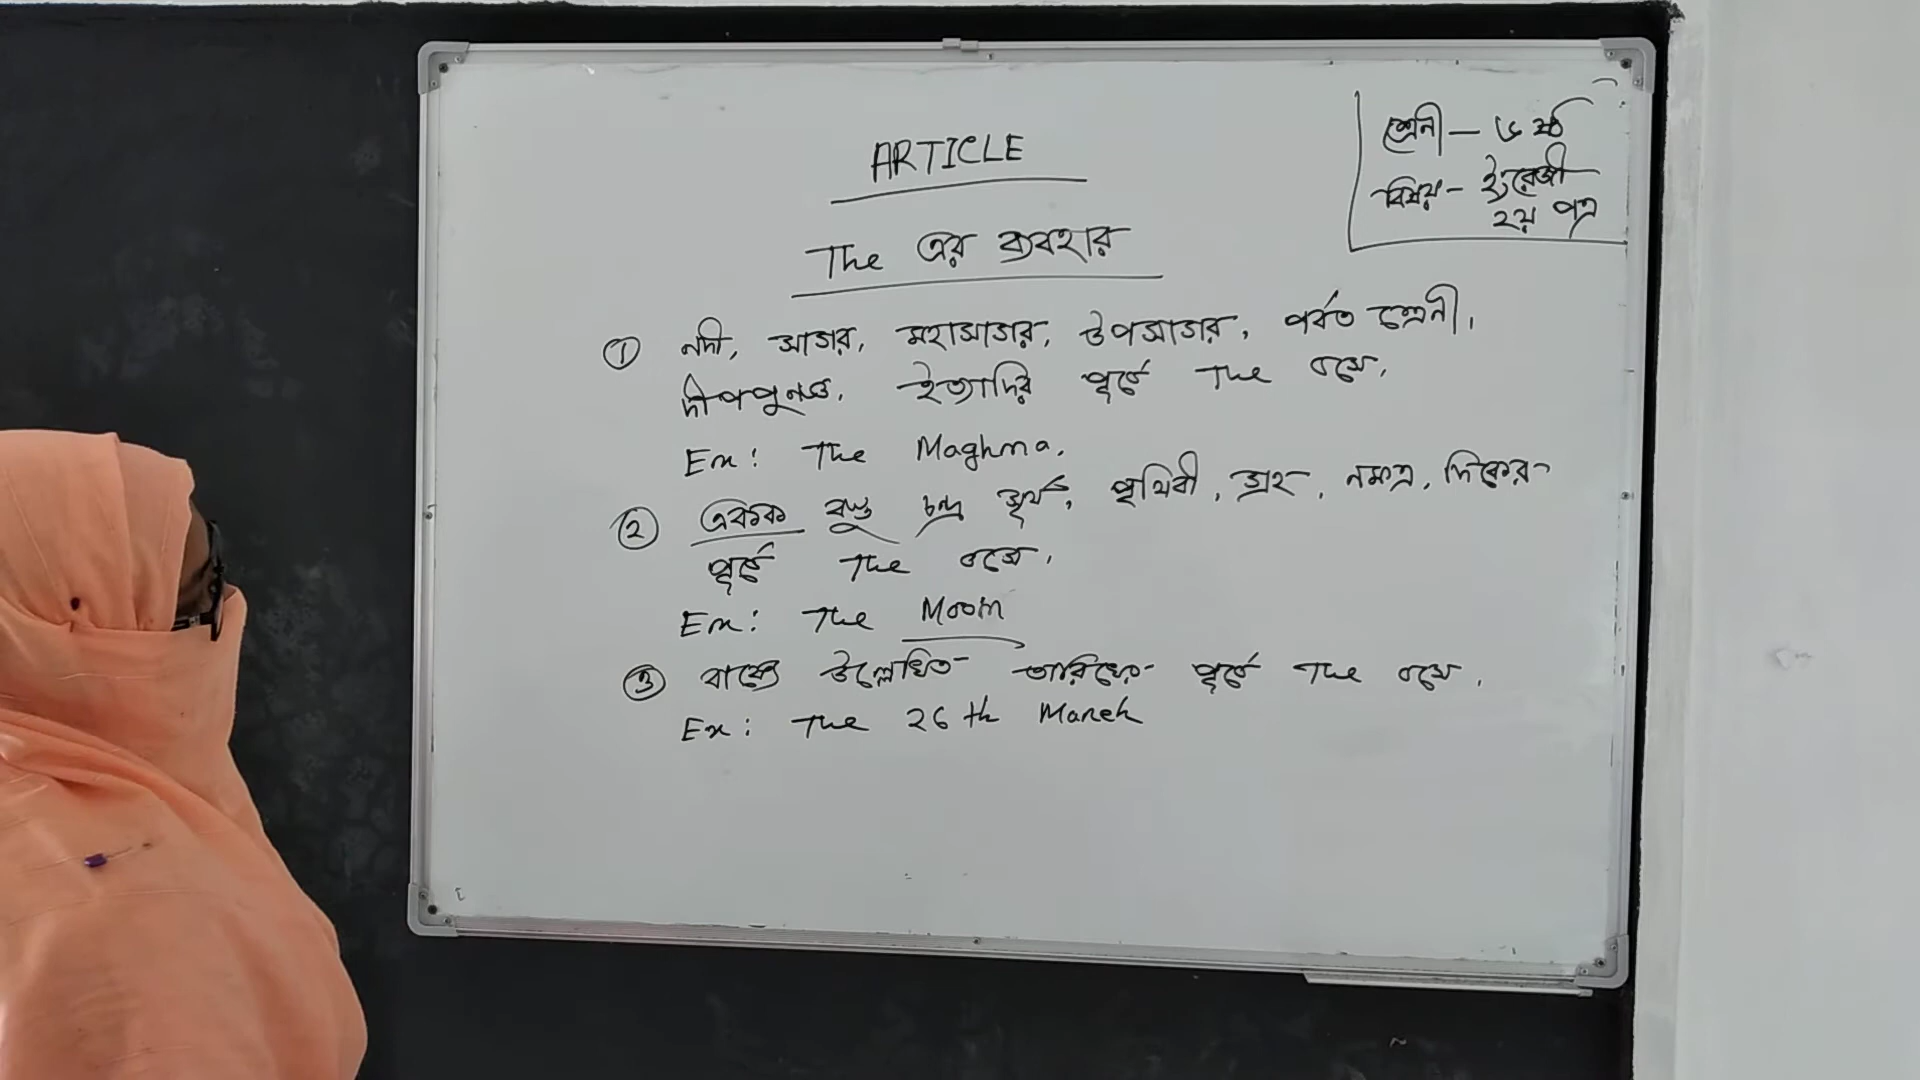 শ্রেনী — ৬ষ্ঠ
বিষয় - ইংরেজী
২য় পত্র
ARTICLE
The এর ব্যবহার
① নদী, সাগর, মহাসাগর, উপসাগর, পর্বত শ্রেনী,
দীপপুনজ, ইত্যাদির পূর্বে The বসে.
Ex: The Maghna.
② একক বস্তু চন্দ্র সূর্য, পৃথিবী, গ্রহ, নক্ষত্র, দিকের
পূর্বে The বসে.
Ex: The Moon
③ বাক্যে উল্লেখিত তারিখের পূর্বে The বসে.
Ex: The 26 th March